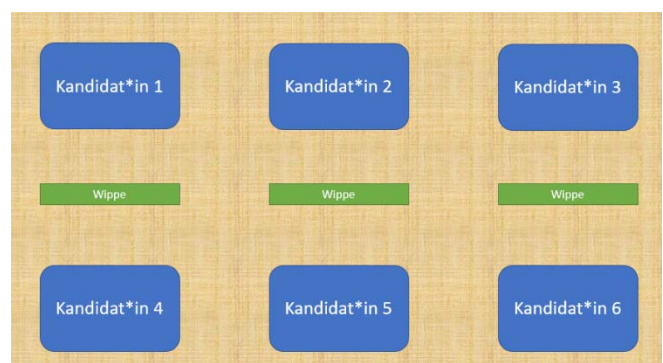 Kandidat*in 1
Kandidat*in 2
Kandidat*in 3
Wippe
Wippe
Wippe
Kandidat*in 4
Kandidat*in 5
Kandidat*in 6